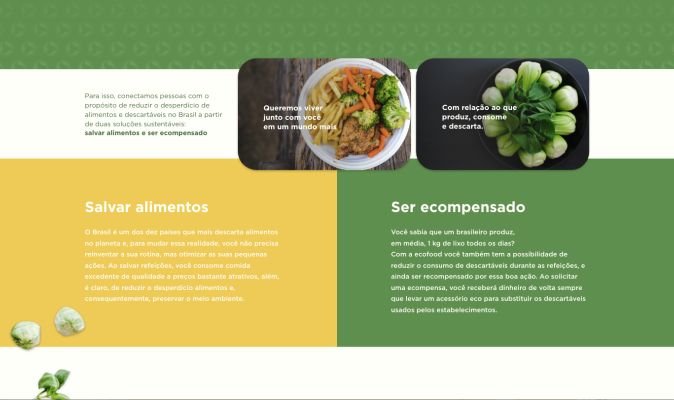 Para isso, conectamos pessoas com o
propósito de reduzir o desperdício de
alimentos e descartáveis no Brasil a partir
de duas soluções sustentáveis:
salvar alimentos e ser ecompensado
Queremos viver
junto com você
em um mundo mais
Com relação ao que
produz, consome
e descarta.
Salvar alimentos
O Brasil é um dos dez países que mais descarta alimentos
no planeta e, para mudar essa realidade, você não precisa
reinventar a sua rotina, mas otimizar as suas pequenas
ações. Ao salvar refeições, você consome comida
excedente de qualidade a preços bastante atrativos, além,
é claro, de reduzir o desperdício alimentos e,
consequentemente, preservar o meio ambiente.
Ser ecompensado
Você sabia que um brasileiro produz,
em média, 1 kg de lixo todos os dias?
Com a ecofood você também tem a possibilidade de
reduzir o consumo de descartáveis durante as refeições, e
ainda ser recompensado por essa boa ação. Ao solicitar
uma ecompensa, você receberá dinheiro de volta sempre
que levar um acessório eco para substituir os descartáveis
usados pelos estabelecimentos.